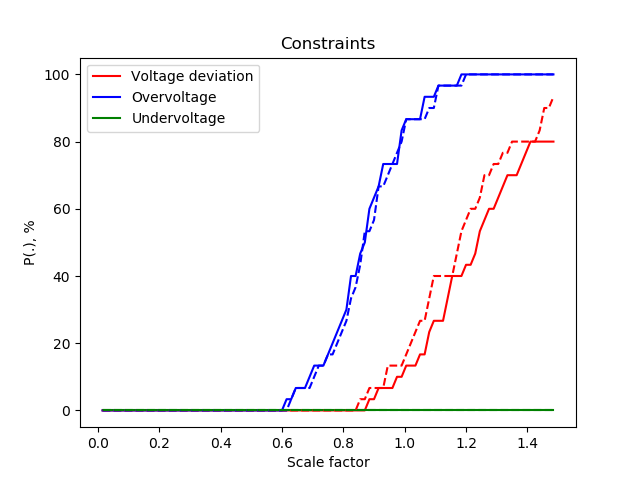 Constraints
Voltage deviation
Overvoltage
Undervoltage
P(.), %
100
80
60
40
20
0
0.0 0.2 0.4 0.6 0.8 1.0 1.2 1.4
Scale factor